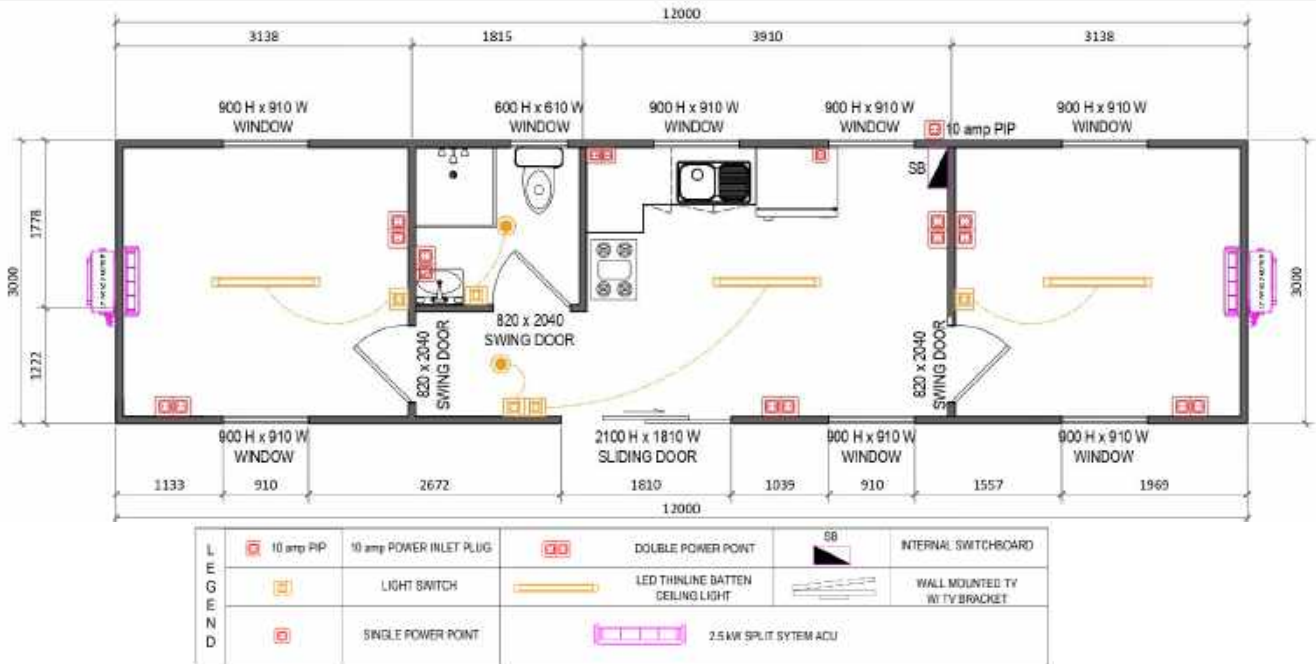 12000
3138 1815 3910 3138
900 H x 910 W
WINDOW
600 H x 610 W
WINDOW
900 H x 910 W
WINDOW
900 H x 910 W
WINDOW
900 H x 910 W
WINDOW
10 amp PIP
SB
3000
1778
1222
3000
820 x 2040
SWING DOOR
820 x 2040
SWING DOOR
820 x 2040
SWING DOOR
900 H x 910 W
WINDOW
2100 H x 1810 W
SLIDING DOOR
900 H x 910 W
WINDOW
900 H x 910 W
WINDOW
1133 910 2672 1810 1039 910 1557 1969
12000
LEGEND
10 amp PIP 10 amp POWER INLET PLUG DOUBLE POWER POINT SB INTERNAL SWITCHBOARD
LIGHT SWITCH LED THINLINE BATTEN
CEILING LIGHT WALL MOUNTED TV
W/ TV BRACKET
SINGLE POWER POINT 2.5 kW SPLIT SYTEM ACU